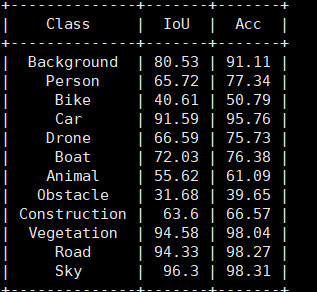 +--------------+-------+-------+
| Class | IoU | Acc |
+--------------+-------+-------+
| Background | 80.53 | 91.11 |
| Person | 65.72 | 77.34 |
| Bike | 40.61 | 50.79 |
| Car | 91.59 | 95.76 |
| Drone | 66.59 | 75.73 |
| Boat | 72.03 | 76.38 |
| Animal | 55.62 | 61.09 |
| Obstacle | 31.68 | 39.65 |
| Construction | 63.6 | 66.57 |
| Vegetation | 94.58 | 98.04 |
| Road | 94.33 | 98.27 |
| Sky | 96.3 | 98.31 |
+--------------+-------+-------+